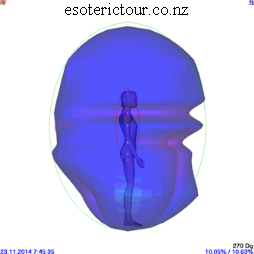 esoterictour.co.nz
270 Dg
23.11.2014 7:45:35
10.05% / 10.63%